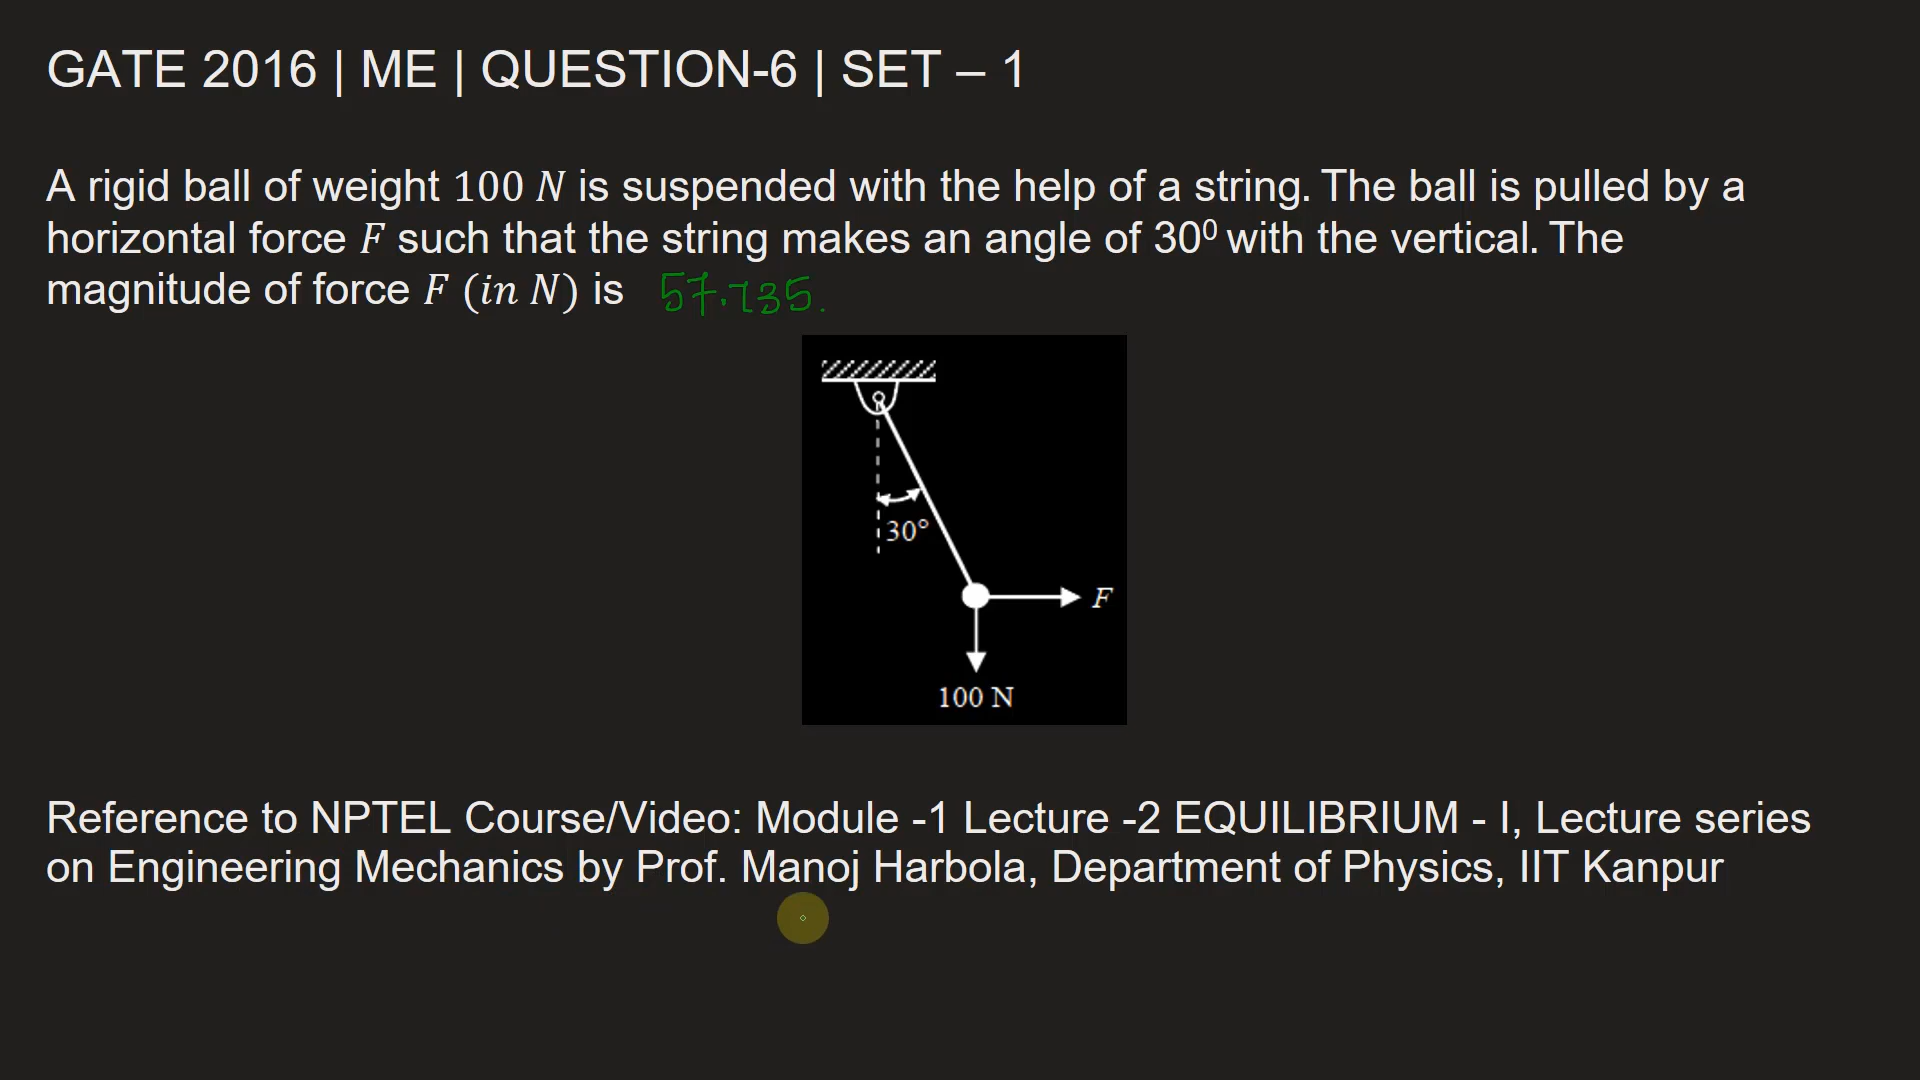 GATE 2016 | ME | QUESTION-6 | SET – 1
A rigid ball of weight 100 N is suspended with the help of a string. The ball is pulled by a
horizontal force F such that the string makes an angle of 30⁰ with the vertical. The
magnitude of force F (in N) is 57.735.
30°
F
100 N
Reference to NPTEL Course/Video: Module -1 Lecture -2 EQUILIBRIUM - I, Lecture series
on Engineering Mechanics by Prof. Manoj Harbola, Department of Physics, IIT Kanpur